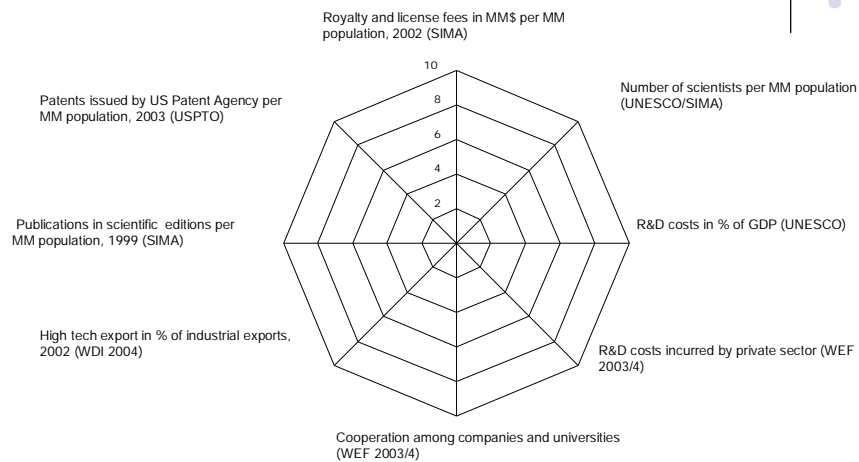 Royalty and license fees in MM$ per MM
population, 2002 (SIMA)
10
8
6
4
2
Number of scientists per MM population
(UNESCO/SIMA)
R&D costs in % of GDP (UNESCO)
R&D costs incurred by private sector (WEF
2003/4)
Cooperation among companies and universities
(WEF 2003/4)
High tech export in % of industrial exports,
2002 (WDI 2004)
Publications in scientific editions per
MM population, 1999 (SIMA)
Patents issued by US Patent Agency per
MM population, 2003 (USPTO)